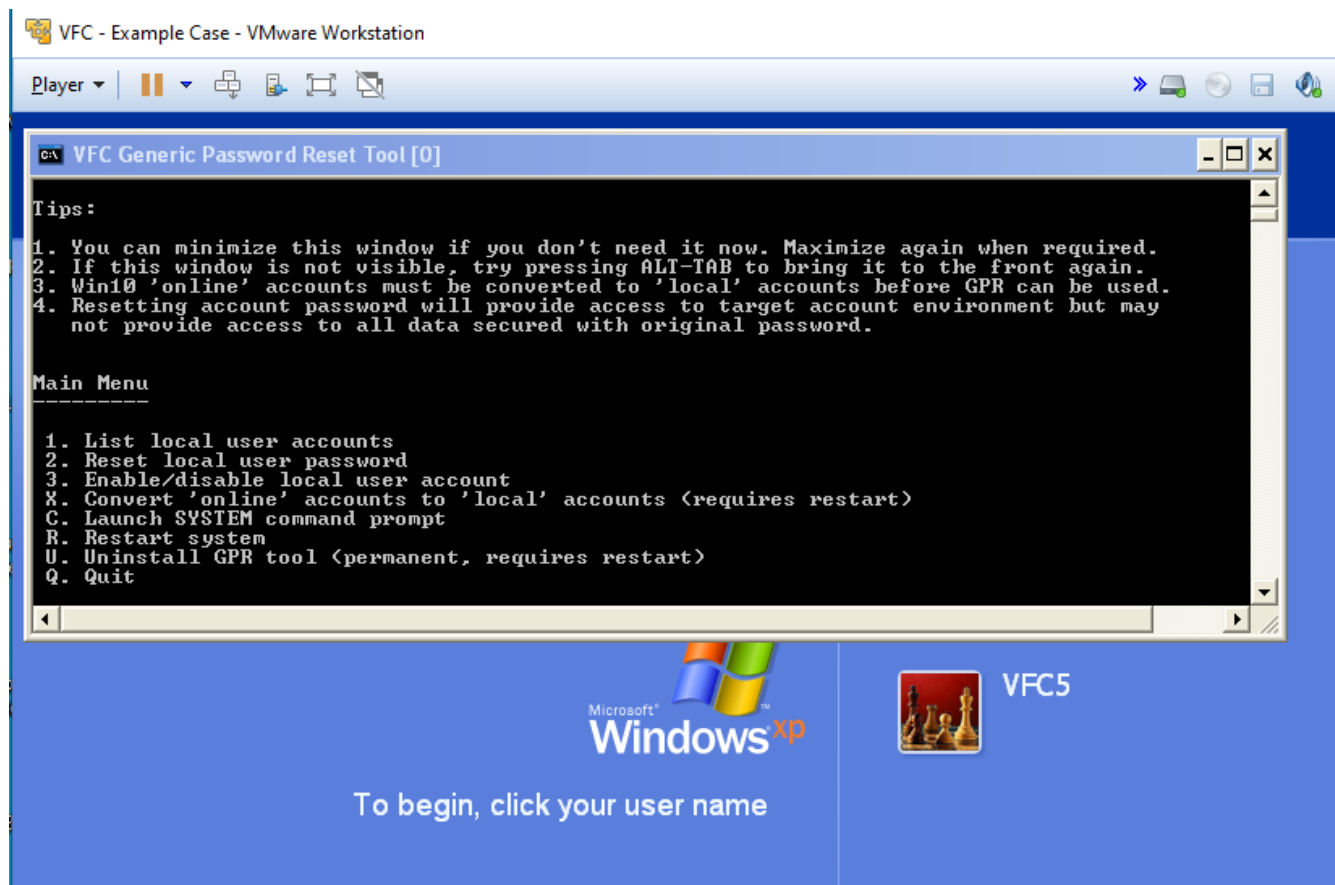 VFC - Example Case - VMware Workstation
Player
VFC Generic Password Reset Tool [0]
Tips:
1. You can minimize this window if you don't need it now. Maximize again when required.
2. If this window is not visible, try pressing ALT-TAB to bring it to the front again.
3. Win10 'online' accounts must be converted to 'local' accounts before GPR can be used.
4. Resetting account password will provide access to target account environment but may
not provide access to all data secured with original password.
Main Menu
---------
1. List local user accounts
2. Reset local user password
3. Enable/disable local user account
X. Convert 'online' accounts to 'local' accounts (requires restart)
C. Launch SYSTEM command prompt
R. Restart system
U. Uninstall GPR tool (permanent, requires restart)
Q. Quit
Microsoft
Windows xp
VFC5
To begin, click your user name